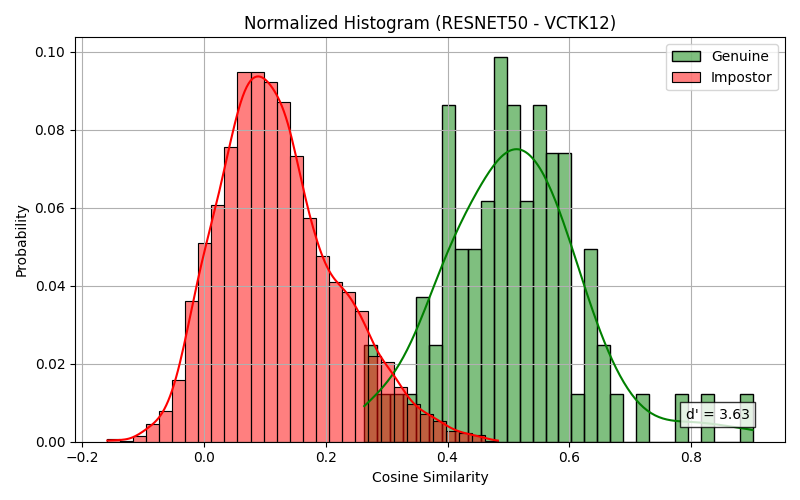 Normalized Histogram (RESNET50 - VCTK12)
Genuine
Impostor
Probability
0.10
0.08
0.06
0.04
0.02
0.00
d' = 3.63
−0.2 0.0 0.2 0.4 0.6 0.8
Cosine Similarity